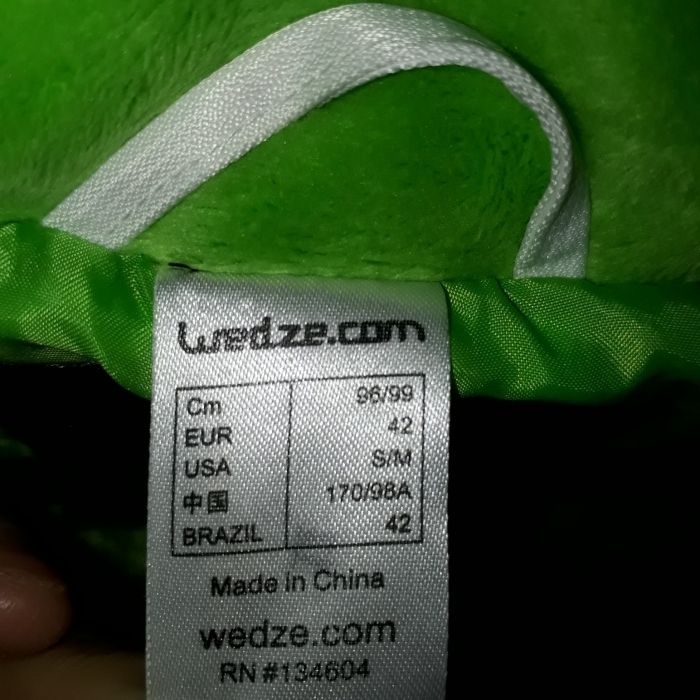 wedze.com
Cm 96/99
EUR 42
USA S/M
中国 170/98A
BRAZIL 42
Made in China
wedze.com
RN #134604